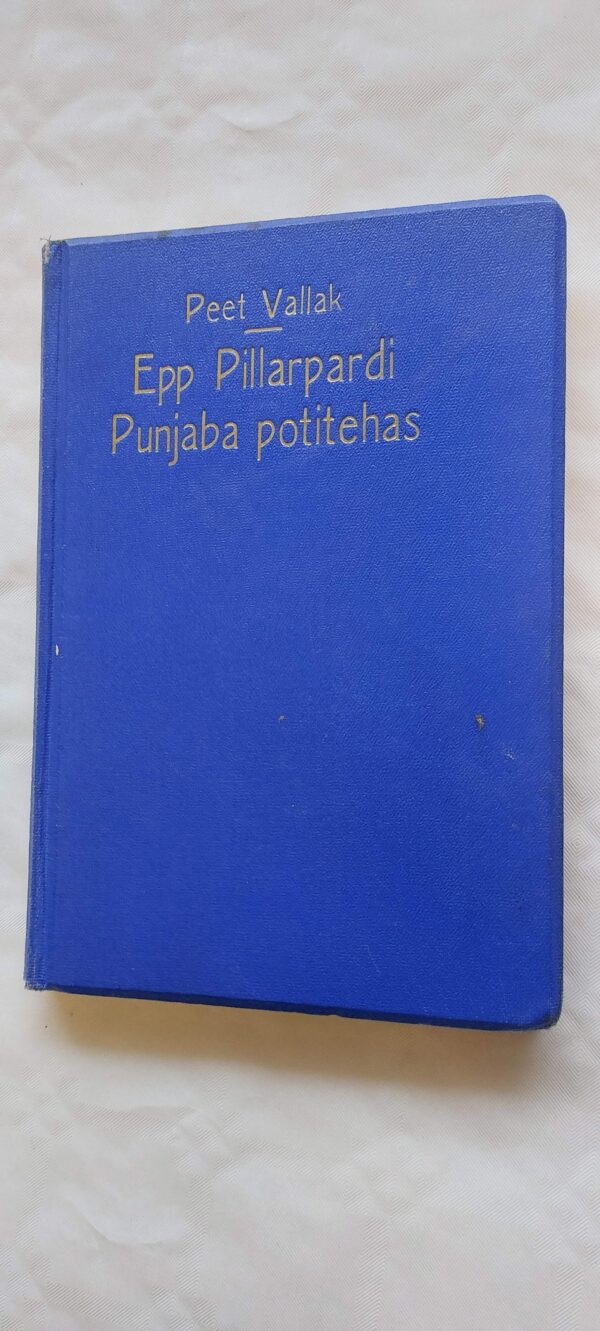 Peet Vallak
Epp Pillarpardi
Punjaba potitehas